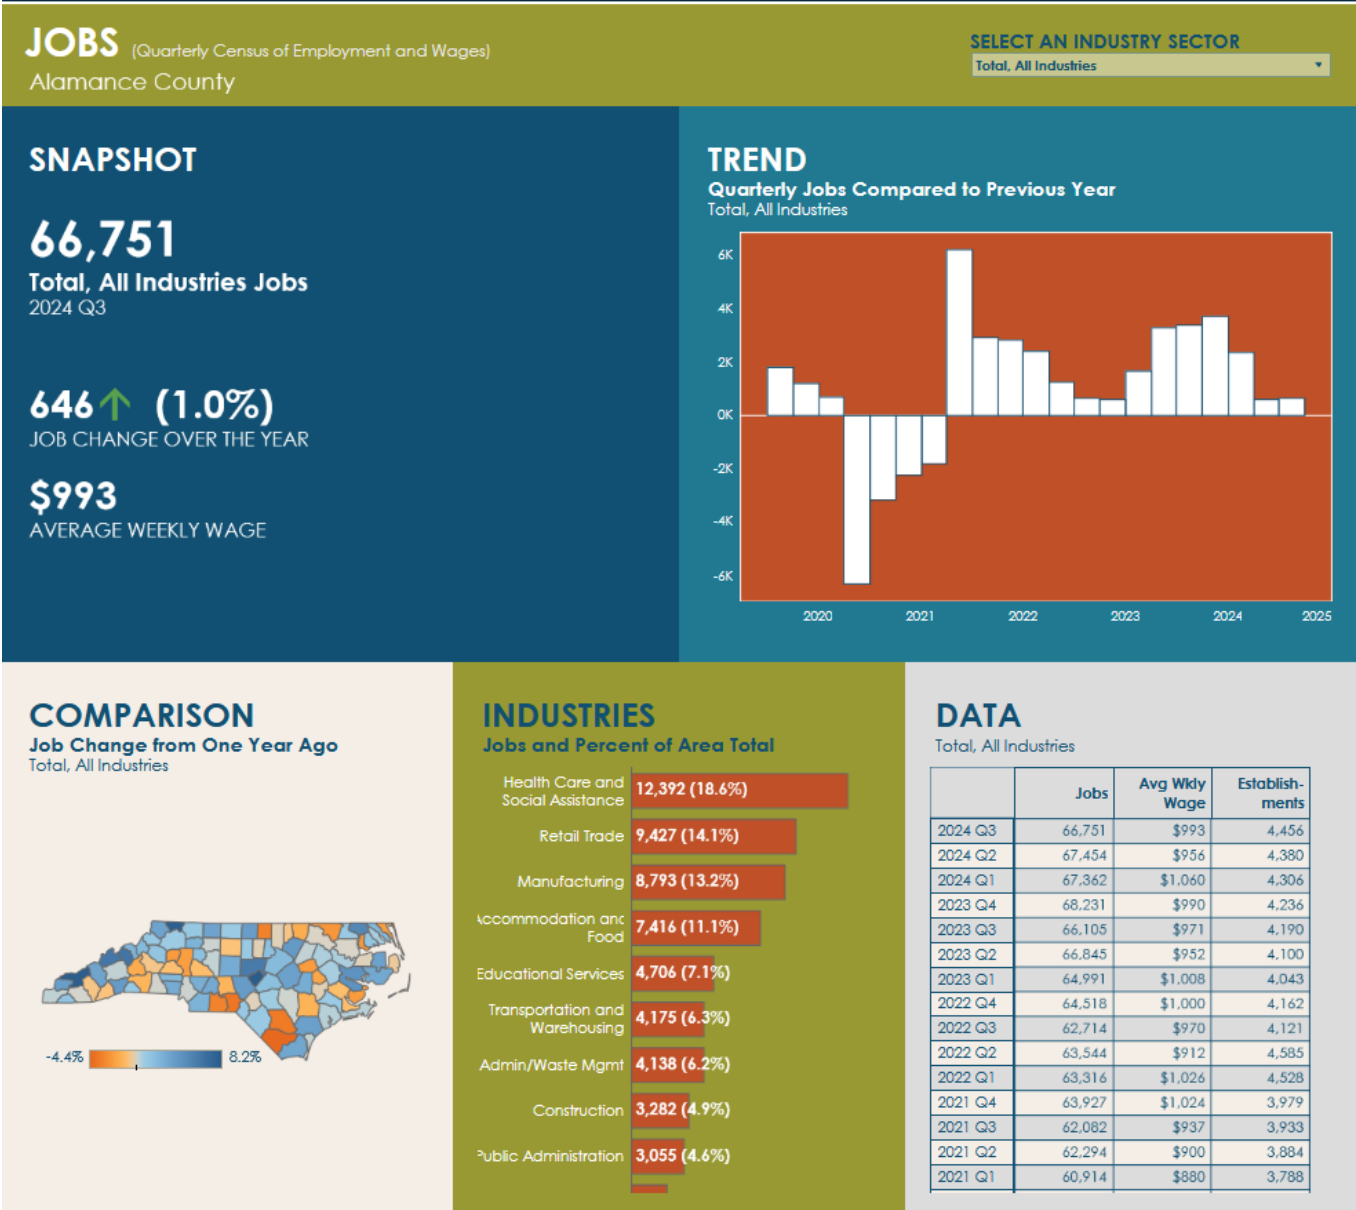 JOBS (Quarterly Census of Employment and Wages)
Alamance County
SELECT AN INDUSTRY SECTOR
Total, All Industries
SNAPSHOT
66,751
Total, All Industries Jobs
2024 Q3
646 (1.0%)
JOB CHANGE OVER THE YEAR
$993
AVERAGE WEEKLY WAGE
TREND
Quarterly Jobs Compared to Previous Year
Total, All Industries
6K
4K
2K
0K
-2K
-4K
-6K
2020 2021 2022 2023 2024 2025
COMPARISON
Job Change from One Year Ago
Total, All Industries
-4.4% 8.2%
INDUSTRIES
Jobs and Percent of Area Total
Health Care and
Social Assistance
12,392 (18.6%)
Retail Trade 9,427 (14.1%)
Manufacturing 8,793 (13.2%)
Accommodation and
Food
7,416 (11.1%)
Educational Services 4,706 (7.1%)
Transportation and
Warehousing
4,175 (6.3%)
Admin/Waste Mgmt 4,138 (6.2%)
Construction 3,282 (4.9%)
Public Administration 3,055 (4.6%)
DATA
Total, All Industries
Jobs Avg Wkly Wage Establish-ments
2024 Q3 66,751 $993 4,456
2024 Q2 67,454 $956 4,380
2024 Q1 67,362 $1,060 4,306
2023 Q4 68,231 $990 4,236
2023 Q3 66,105 $971 4,190
2023 Q2 66,845 $952 4,100
2023 Q1 64,991 $1,008 4,043
2022 Q4 64,518 $1,000 4,162
2022 Q3 62,714 $970 4,121
2022 Q2 63,544 $912 4,585
2022 Q1 63,316 $1,026 4,528
2021 Q4 63,927 $1,024 3,979
2021 Q3 62,082 $937 3,933
2021 Q2 62,294 $900 3,884
2021 Q1 60,914 $880 3,788